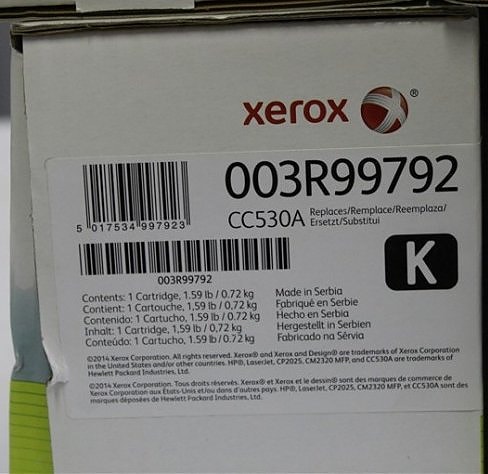 xerox ®
003R99792
CC530A Replaces/Remplace/Reemplaza/
Ersetzt/Substitui
5 017534 997923
K
003R99792
Contents: 1 Cartridge, 1.59 lb / 0.72 kg Made in Serbia
Contient: 1 Cartouche, 1.59 lb / 0.72 kg Fabriqué en Serbie
Contenido: 1 Cartucho, 1.59 lb / 0.72 kg Hecho en Serbia
Inhalt: 1 Cartridge, 1,59 lb / 0.72 kg Hergestellt in Serbien
Conteúdo: 1 Cartucho, 1.59 lb / 0.72 kg Fabricado na Sérvia
©2014 Xerox Corporation. All rights reserved. Xerox® and Xerox and Design® are trademarks of Xerox Corporation
in the United States and/or other countries. HP®, LaserJet, CP2025, CM2320 MFP, and CC530A are trademarks of
Hewlett Packard Industries, Ltd.
©2014 Xerox Corporation. Tous droits réservés. Xerox® et Xerox et le dessin® sont des marques de commerce de
Xerox Corporation aux États-Unis et/ou dans d'autres pays. HP®, LaserJet, CP2025, CM2320 MFP, et CC530A sont des
marques déposées de Hewlett Packard Industries, Ltd.